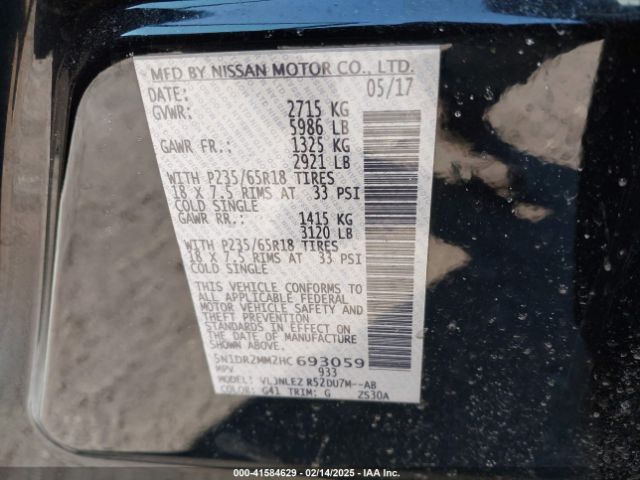 MFD BY NISSAN MOTOR CO., LTD.
DATE: 05/17
GVWR: 2715 KG
5986 LB
GAWR FR.: 1325 KG
2921 LB
WITH P235/65R18 TIRES
18 X 7.5 RIMS AT 33 PSI
COLD SINGLE
GAWR RR.: 1415 KG
3120 LB
WITH P235/65R18 TIRES
18 X 7.5 RIMS AT 33 PSI
COLD SINGLE
THIS VEHICLE CONFORMS TO
ALL APPLICABLE FEDERAL
MOTOR VEHICLE SAFETY AND
THEFT PREVENTION
STANDARDS IN EFFECT ON
THE DATE OF MANUFACTURE
SHOWN ABOVE.
5N1DR2MM2HC693059
MPV 933
MODEL: VLJNLEZ R52DU7M--AB
COLOR: G41 TRIM: G ZS30A
000-41584629 - 02/14/2025 - IAA Inc.